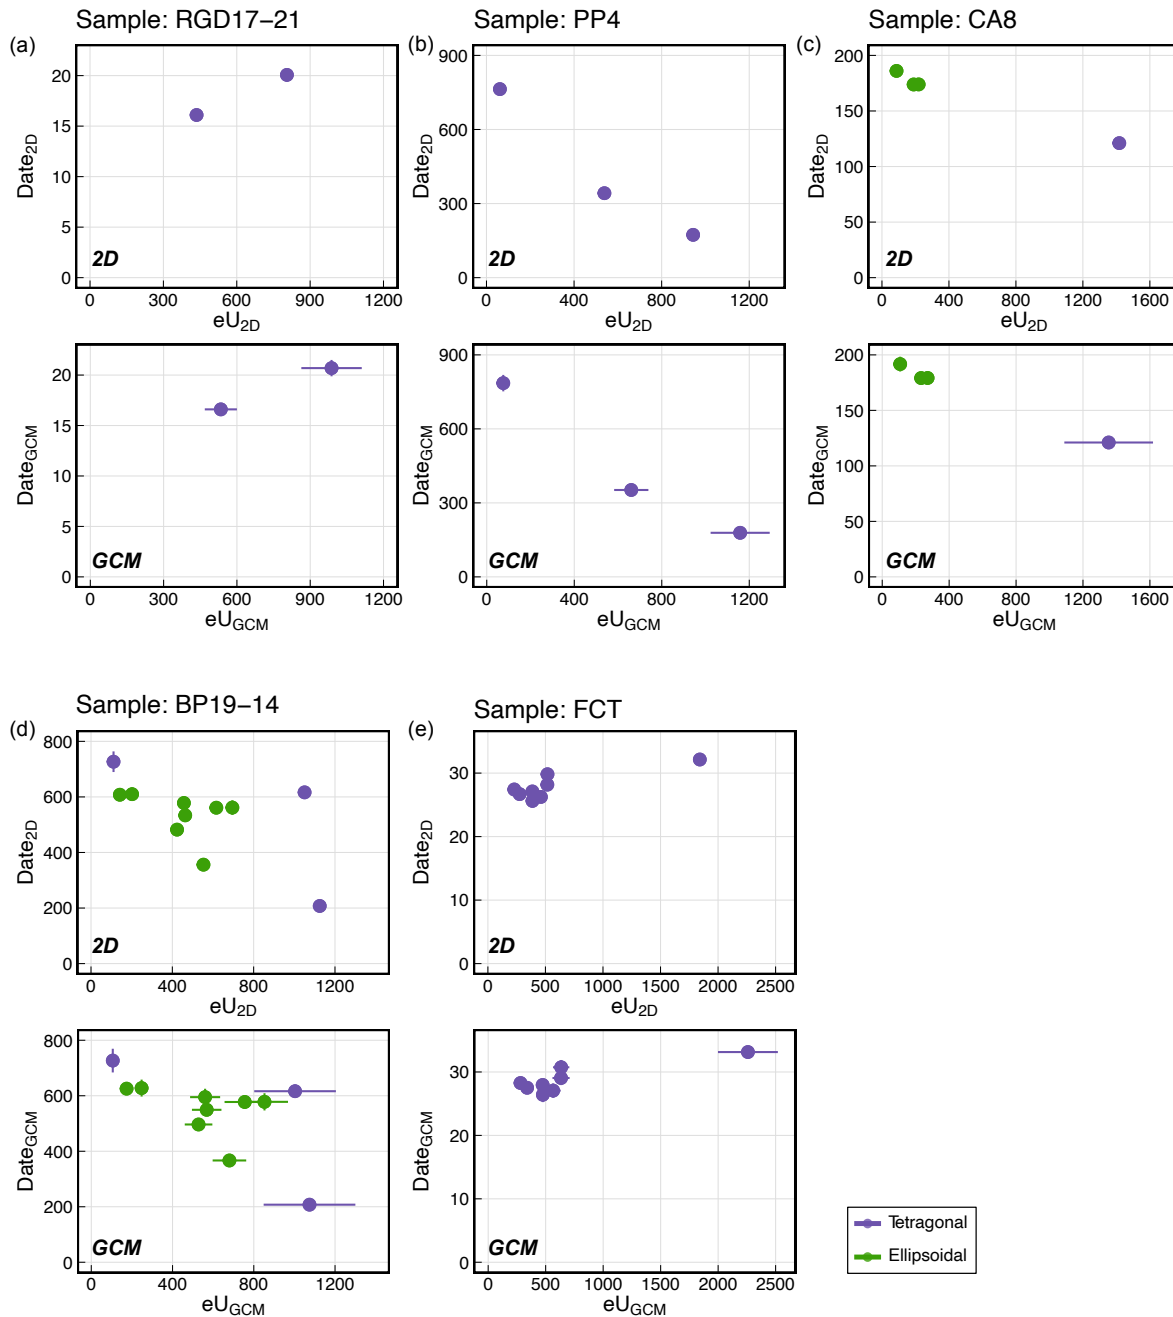 Sample: RGD17−21
Sample: PP4
Sample: CA8
(a)
(b)
(c)
Date2D
20
15
10
5
0
2D
0 300 600 900 1200
eU2D
Date2D
900
600
300
0
2D
0 400 800 1200
eU2D
Date2D
200
150
100
50
0
2D
0 400 800 1200 1600
eU2D
DateGCM
20
15
10
5
0
GCM
0 300 600 900 1200
eUGCM
DateGCM
900
600
300
0
GCM
0 400 800 1200
eUGCM
DateGCM
200
150
100
50
0
GCM
0 400 800 1200 1600
eUGCM
Sample: BP19−14
Sample: FCT
(d)
(e)
Date2D
800
600
400
200
0
2D
0 400 800 1200
eU2D
Date2D
30
20
10
0
2D
0 500 1000 1500 2000 2500
eU2D
DateGCM
800
600
400
200
0
GCM
0 400 800 1200
eUGCM
DateGCM
30
20
10
0
GCM
0 500 1000 1500 2000 2500
eUGCM
Tetragonal
Ellipsoidal